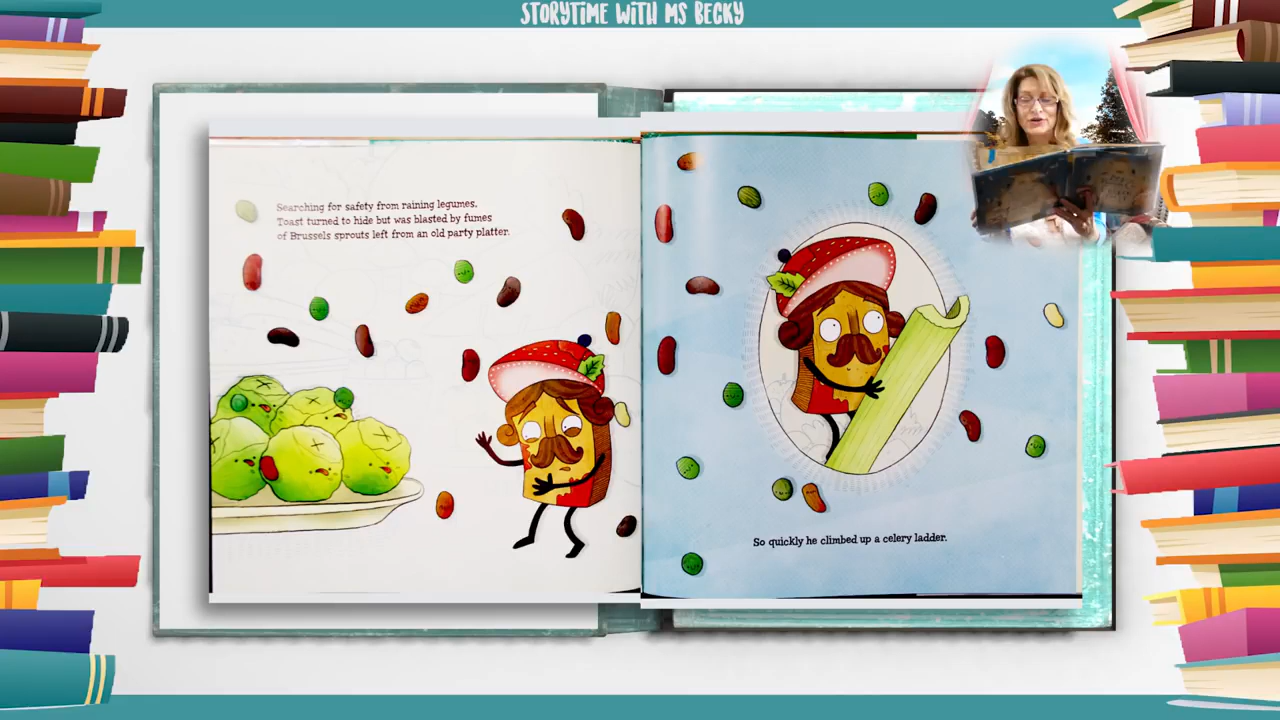 STORYTIME WITH MS BECKY
Searching for safety from raining legumes,
Toast turned to hide but was blasted by fumes
of Brussels sprouts left from an old party platter.
So quickly he climbed up a celery ladder.